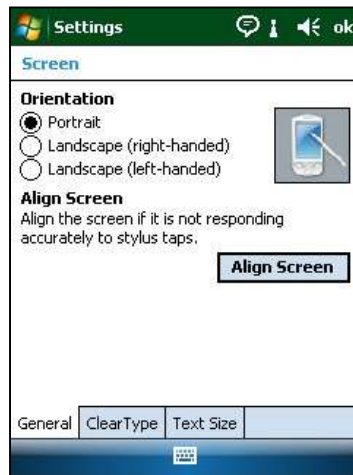 Settings
ok
Screen
Orientation
Portrait
Landscape (right-handed)
Landscape (left-handed)
Align Screen
Align the screen if it is not responding
accurately to stylus taps.
Align Screen
General ClearType Text Size